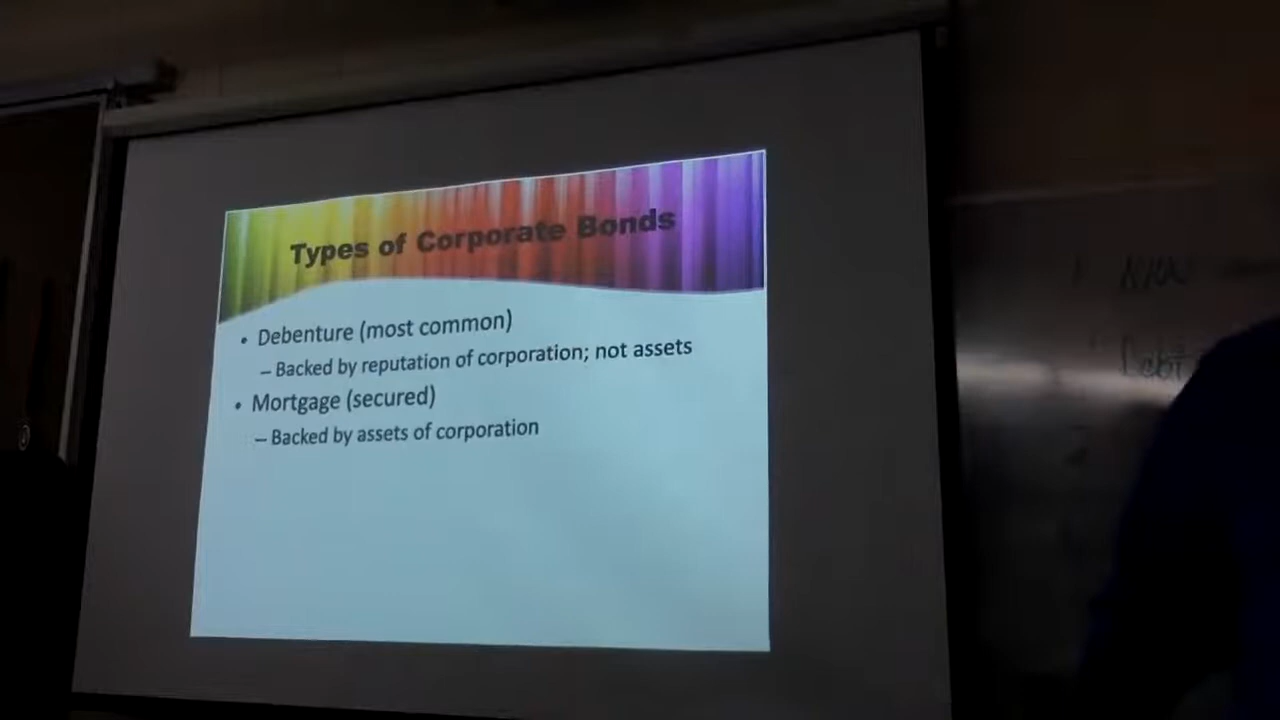 Types of Corporate Bonds
• Debenture (most common)
– Backed by reputation of corporation; not assets
• Mortgage (secured)
– Backed by assets of corporation
Debt